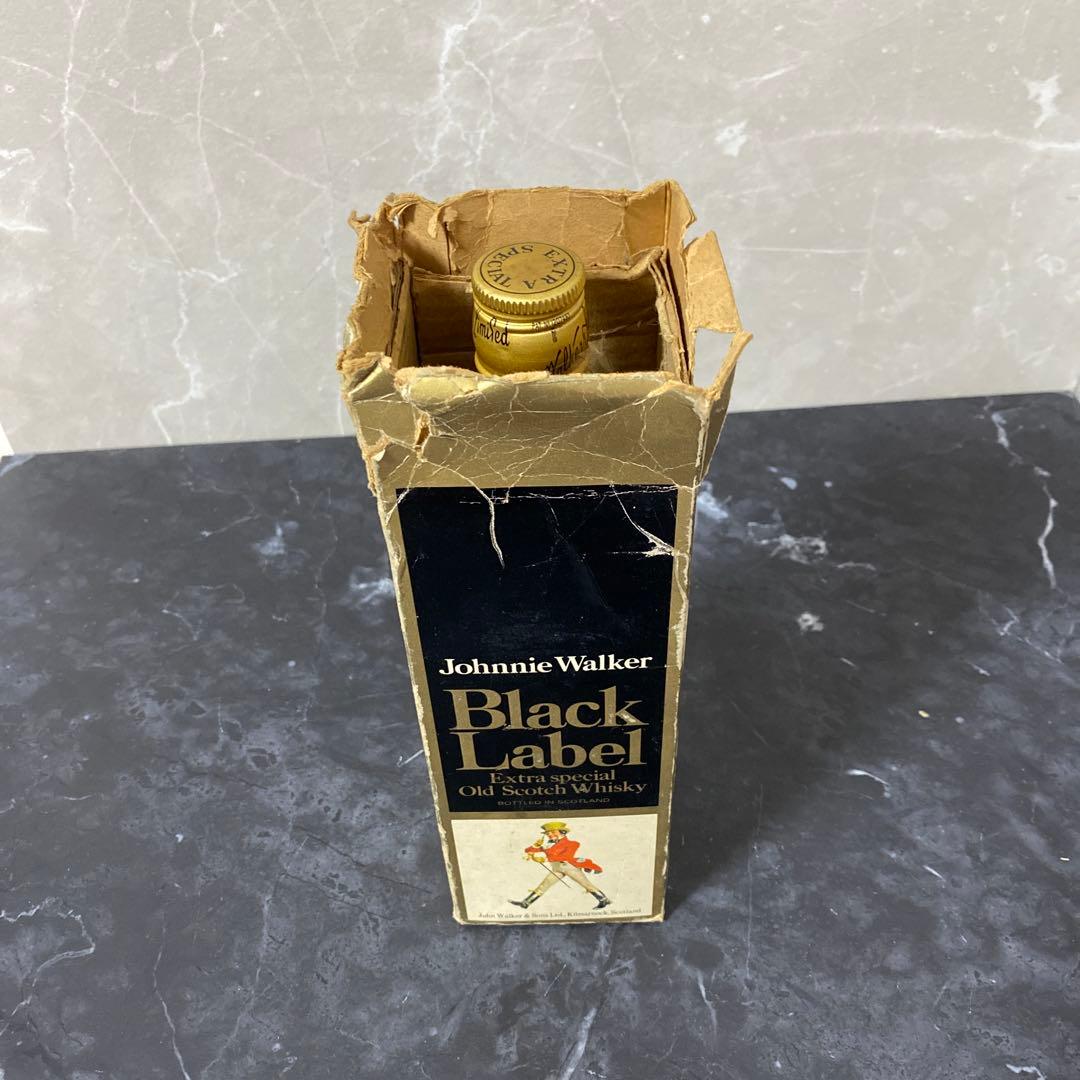 EXTRA SPECIAL
Limited
Johnnie Walker
Black
Label
Extra special
Old Scotch Whisky
BOTTLED IN SCOTLAND
John Walker & Sons Ltd., Kilmarnock, Scotland